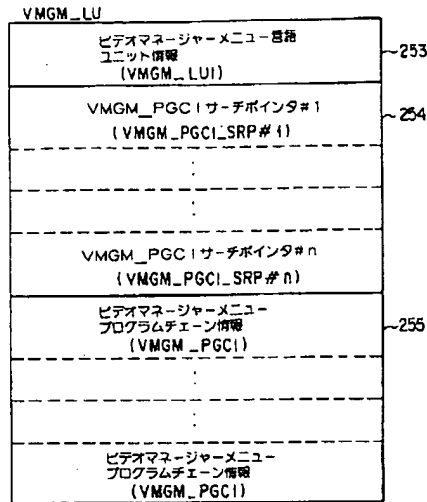 VMGM_LU
ビデオマネージャーメニュー言語
ユニット情報
(VMGM_LUI)
253
VMGM_PGCIサーチポインタ#1
(VMGM_PGCI_SRP#1)
254
VMGM_PGCIサーチポインタ#n
(VMGM_PGCI_SRP#n)
ビデオマネージャーメニュー
プログラムチェーン情報
(VMGM_PGCI)
255
ビデオマネージャーメニュー
プログラムチェーン情報
(VMGM_PGCI)